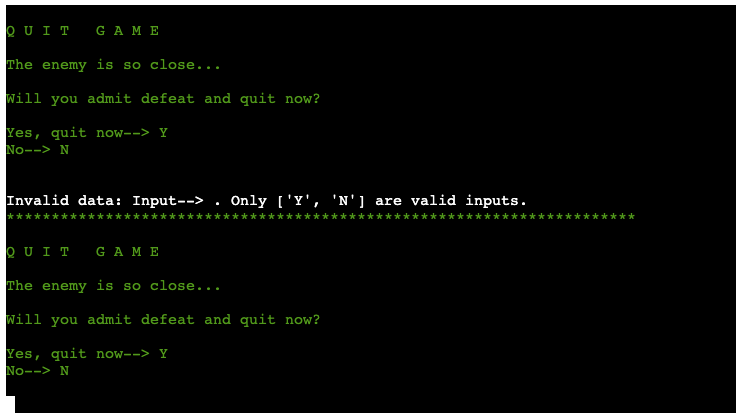 Q U I T   G A M E
The enemy is so close...
Will you admit defeat and quit now?
Yes, quit now--> Y
No--> N
Invalid data: Input--> . Only ['Y', 'N'] are valid inputs.
**********************************************************************
Q U I T   G A M E
The enemy is so close...
Will you admit defeat and quit now?
Yes, quit now--> Y
No--> N